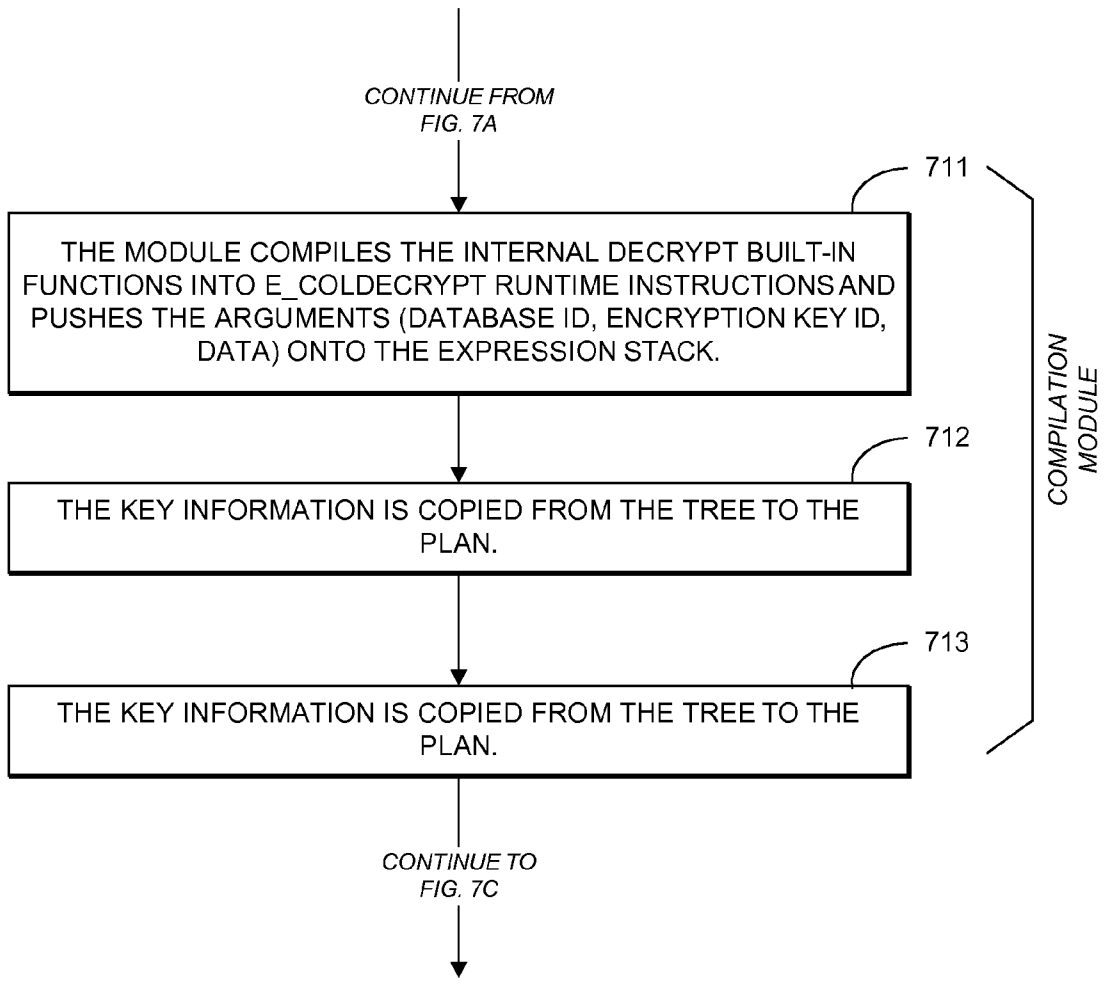 CONTINUE FROM
FIG. 7A
711
THE MODULE COMPILES THE INTERNAL DECRYPT BUILT-IN
FUNCTIONS INTO E_COLDECRYPT RUNTIME INSTRUCTIONS AND
PUSHES THE ARGUMENTS (DATABASE ID, ENCRYPTION KEY ID,
DATA) ONTO THE EXPRESSION STACK.
712
THE KEY INFORMATION IS COPIED FROM THE TREE TO THE
PLAN.
713
THE KEY INFORMATION IS COPIED FROM THE TREE TO THE
PLAN.
COMPILATION
MODULE
CONTINUE TO
FIG. 7C